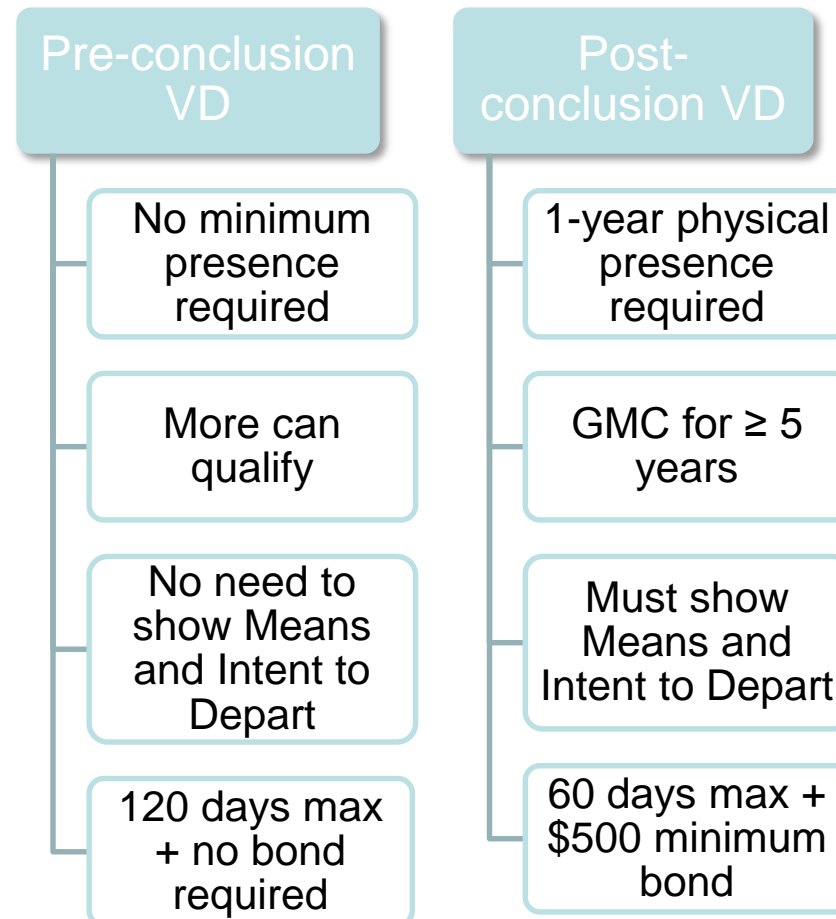 Pre-conclusion
VD
No minimum
presence
required
More can
qualify
No need to
show Means
and Intent to
Depart
120 days max
+ no bond
required
Post-
conclusion VD
1-year physical
presence
required
GMC for ≥ 5
years
Must show
Means and
Intent to Depart
60 days max +
$500 minimum
bond